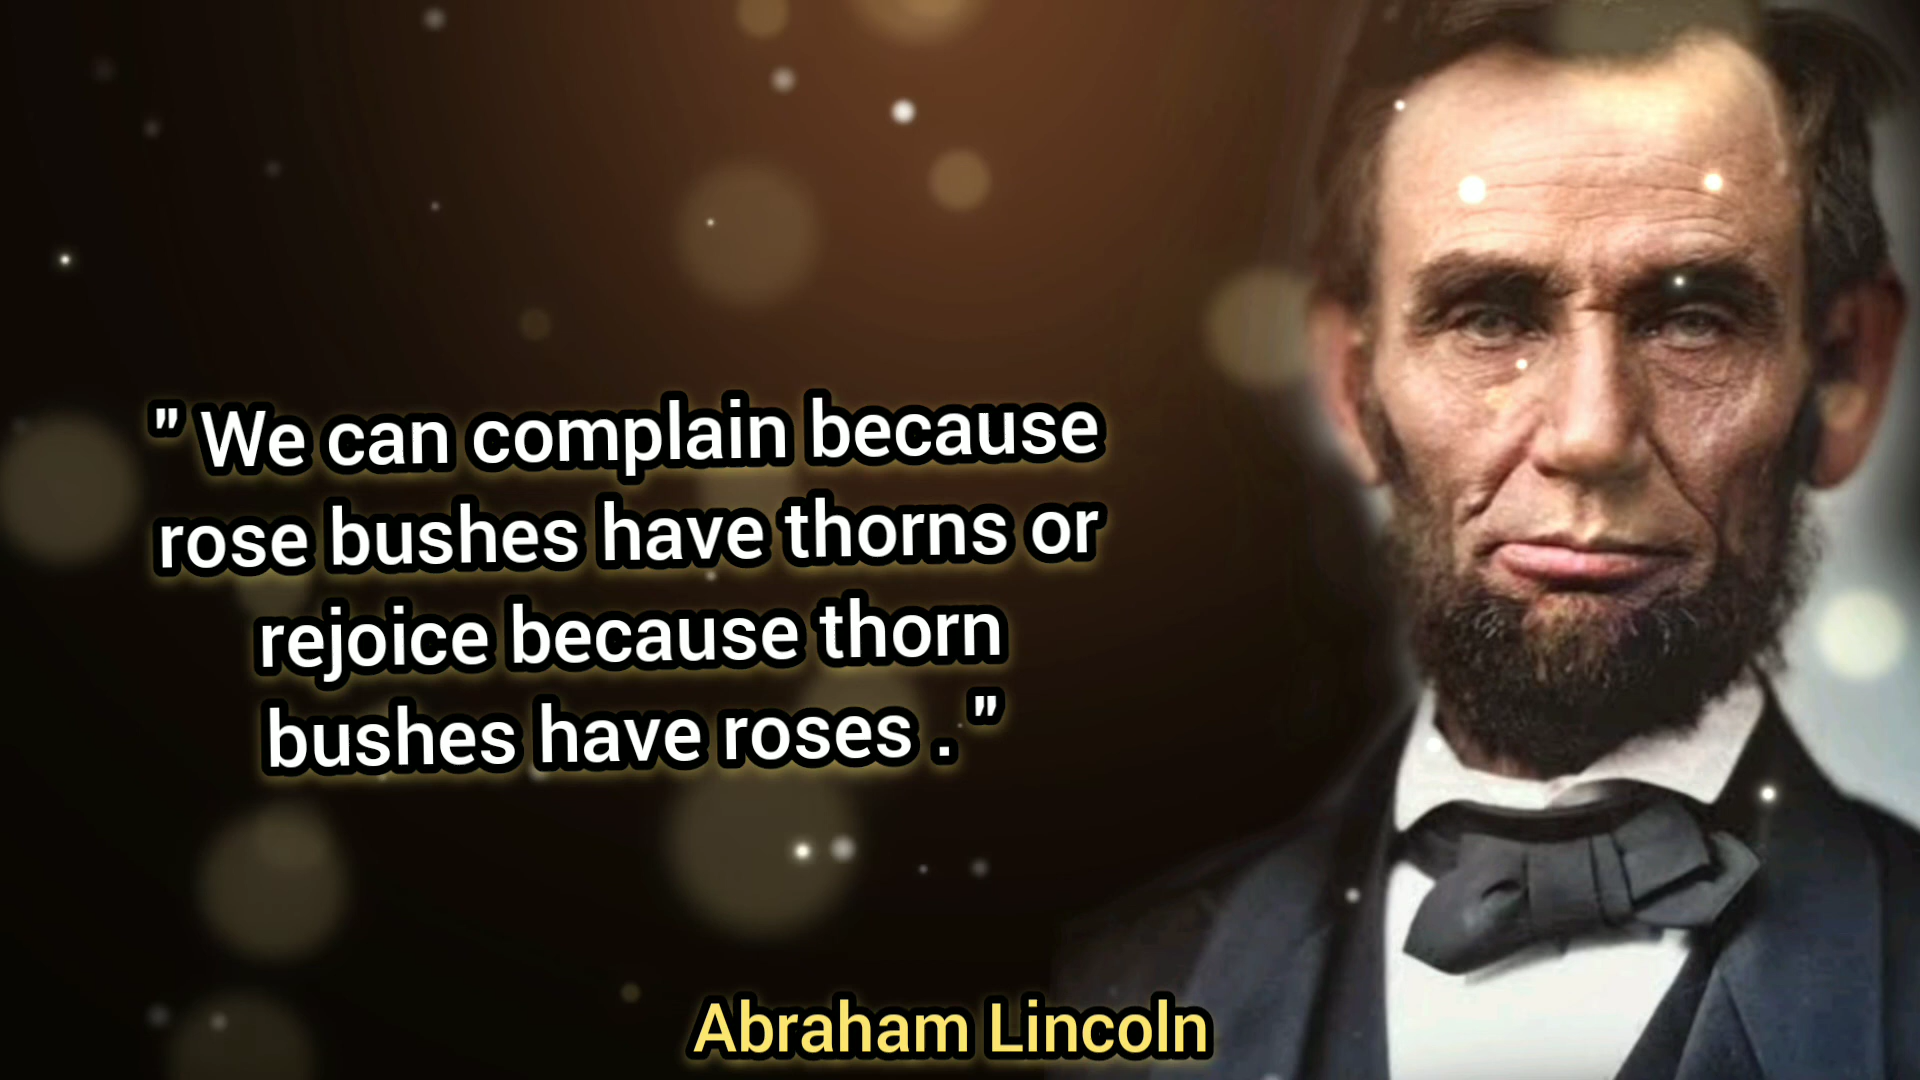 " We can complain because
rose bushes have thorns or
rejoice because thorn
bushes have roses . "
Abraham Lincoln